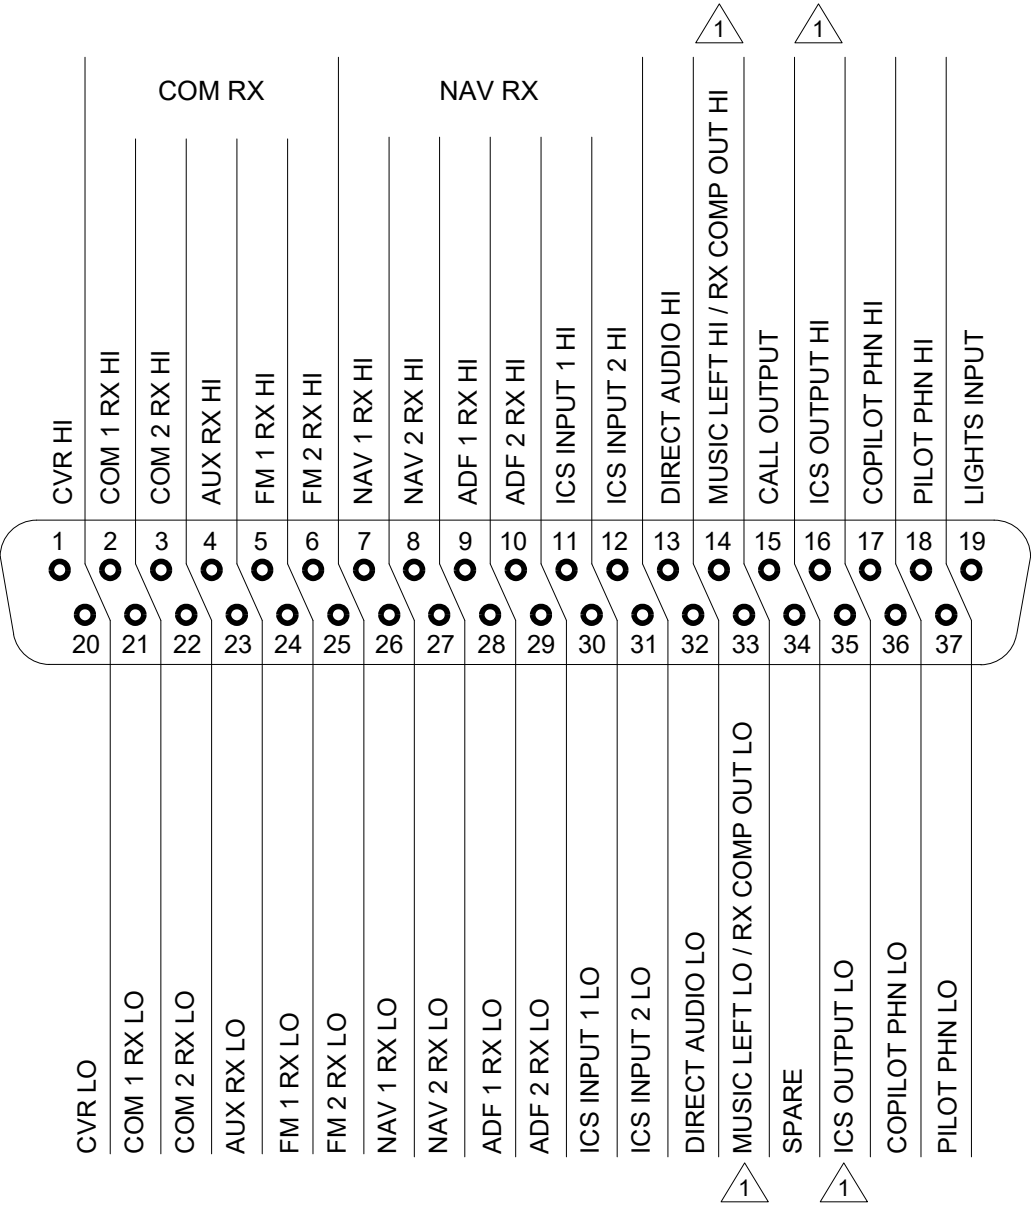 1
1
COM RX
NAV RX
CVR HI
COM 1 RX HI
COM 2 RX HI
AUX RX HI
FM 1 RX HI
FM 2 RX HI
NAV 1 RX HI
NAV 2 RX HI
ADF 1 RX HI
ADF 2 RX HI
ICS INPUT 1 HI
ICS INPUT 2 HI
DIRECT AUDIO HI
MUSIC LEFT HI / RX COMP OUT HI
CALL OUTPUT
ICS OUTPUT HI
COPILOT PHN HI
PILOT PHN HI
LIGHTS INPUT
1 2 3 4 5 6 7 8 9 10 11 12 13 14 15 16 17 18 19
20 21 22 23 24 25 26 27 28 29 30 31 32 33 34 35 36 37
CVR LO
COM 1 RX LO
COM 2 RX LO
AUX RX LO
FM 1 RX LO
FM 2 RX LO
NAV 1 RX LO
NAV 2 RX LO
ADF 1 RX LO
ADF 2 RX LO
ICS INPUT 1 LO
ICS INPUT 2 LO
DIRECT AUDIO LO
MUSIC LEFT LO / RX COMP OUT LO
SPARE
ICS OUTPUT LO
COPILOT PHN LO
PILOT PHN LO
1
1